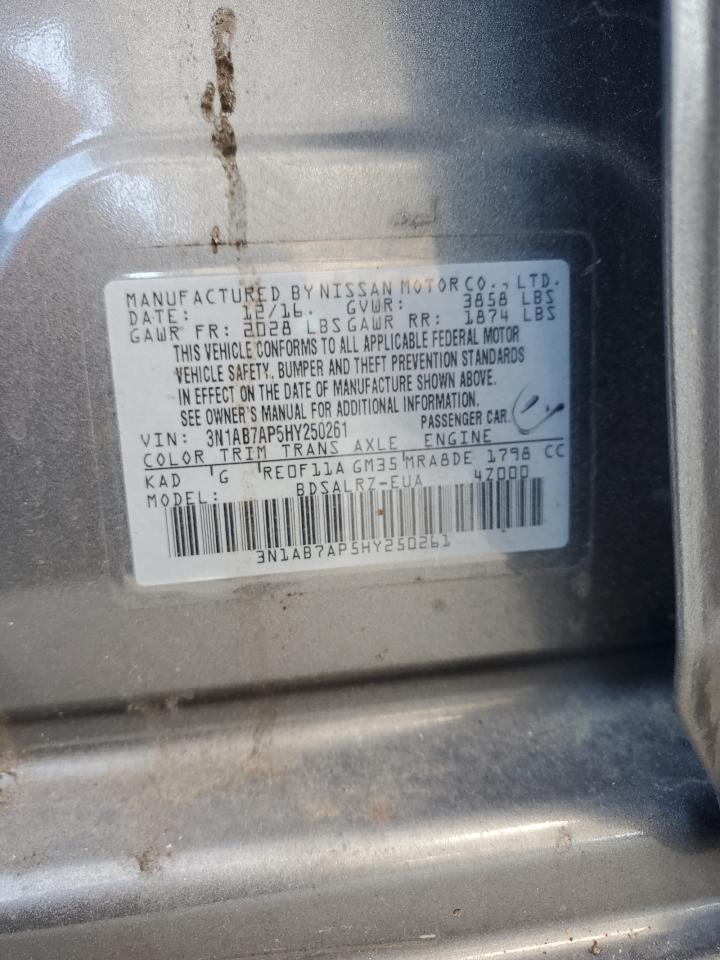 MANUFACTURED BY NISSAN MOTOR CO., LTD.
DATE: 12/16. GVWR: 3858 LBS
GAWR FR: 2028 LBS GAWR RR: 1874 LBS
THIS VEHICLE CONFORMS TO ALL APPLICABLE FEDERAL MOTOR
VEHICLE SAFETY, BUMPER AND THEFT PREVENTION STANDARDS
IN EFFECT ON THE DATE OF MANUFACTURE SHOWN ABOVE.
SEE OWNER'S MANUAL FOR ADDITIONAL INFORMATION.
VIN: 3N1AB7AP5HY250261 PASSENGER CAR
COLOR TRIM TRANS AXLE ENGINE
KAD G RE0F11A GM35 MRA8DE 1798 CC
MODEL: BDSALRZ-EUA 4Z000
3N1AB7AP5HY250261